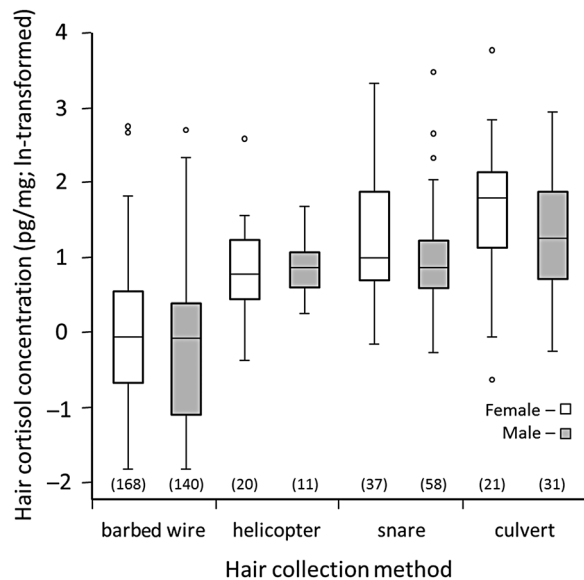 Hair cortisol concentration (pg/mg; ln-transformed)
4
3
2
1
0
−1
−2
Female –
Male –
(168) (140) (20) (11) (37) (58) (21) (31)
barbed wire helicopter snare culvert
Hair collection method